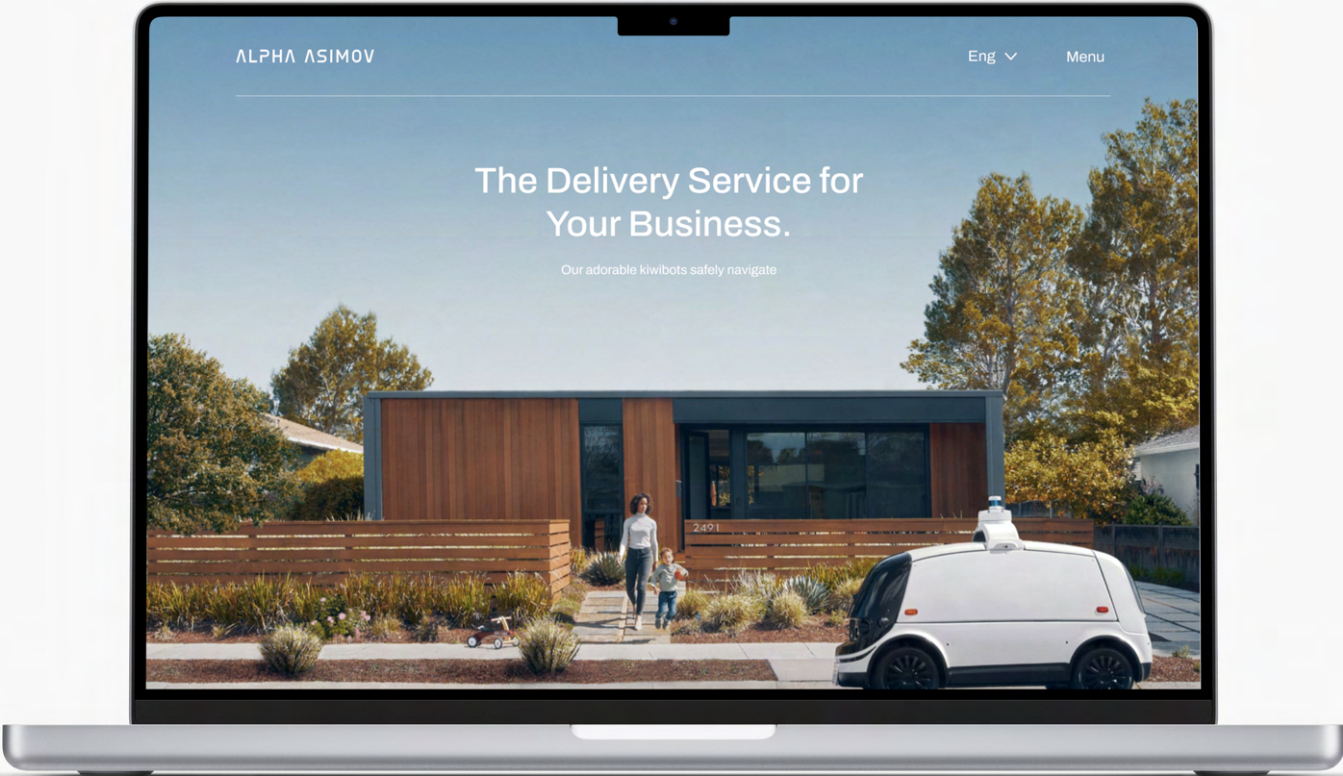 ALPHA ASIMOV
Eng
Menu
The Delivery Service for
Your Business.
Our adorable kiwibots safely navigate
2491